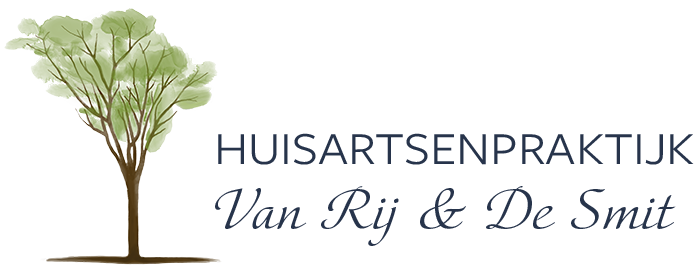 HUISARTSENPRAKTIJK
Van Rij & De Smit